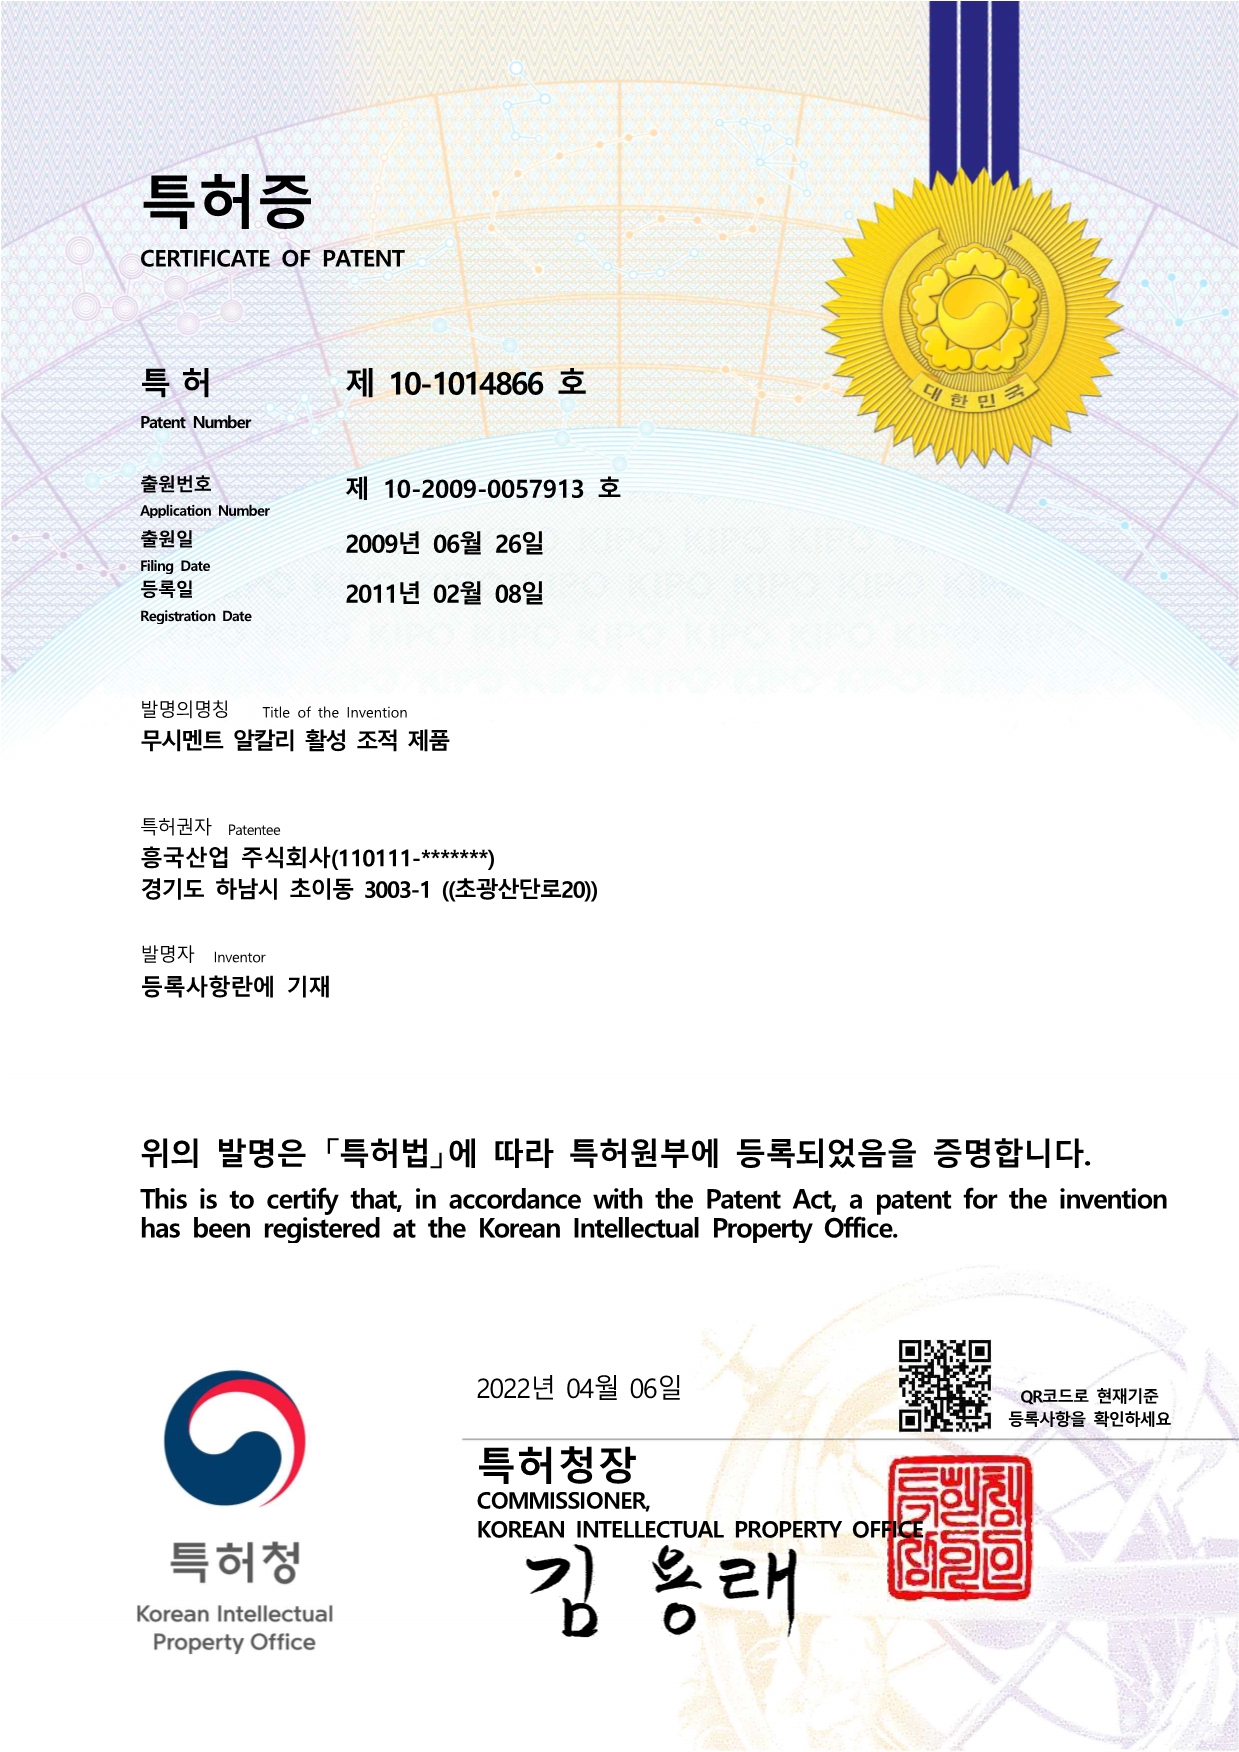 특허증
CERTIFICATE OF PATENT
대한민국
특 허
제 10-1014866 호
Patent Number
출원번호
제 10-2009-0057913 호
Application Number
출원일
2009년 06월 26일
Filing Date
등록일
2011년 02월 08일
Registration Date
발명의명칭 Title of the Invention
무시멘트 알칼리 활성 조적 제품
특허권자 Patentee
흥국산업 주식회사(110111-*******)
경기도 하남시 초이동 3003-1 ((초광산단로20))
발명자 Inventor
등록사항란에 기재
위의 발명은 「특허법」에 따라 특허원부에 등록되었음을 증명합니다.
This is to certify that, in accordance with the Patent Act, a patent for the invention
has been registered at the Korean Intellectual Property Office.
2022년 04월 06일
QR코드로 현재기준
등록사항을 확인하세요
특허청장
COMMISSIONER,
KOREAN INTELLECTUAL PROPERTY OFFICE
김용래
특허청
Korean Intellectual
Property Office